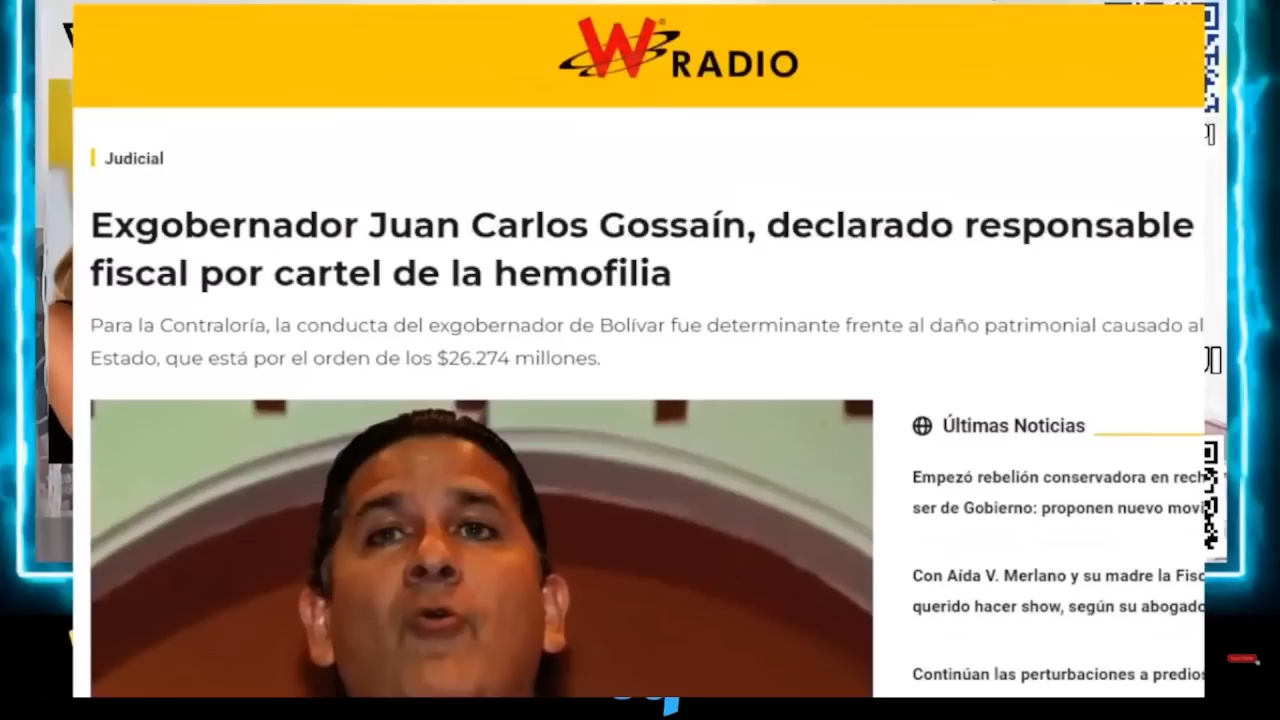 W RADIO
Judicial
Exgobernador Juan Carlos Gossaín, declarado responsable
fiscal por cartel de la hemofilia
Para la Contraloría, la conducta del exgobernador de Bolívar fue determinante frente al daño patrimonial causado al
Estado, que está por el orden de los $26.274 millones.
Últimas Noticias
Empezó rebelión conservadora en
ser de Gobierno: proponen nuevo
Con Aída V. Merlano y su madre la
querido hacer show, según su
Continúan las perturbaciones a